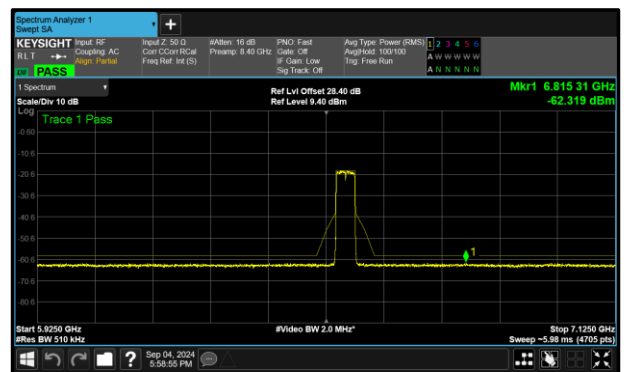 Spectrum Analyzer 1
Swept SA
+
KEYSIGHT
RLT
LW PASS
Input: RF
Coupling: AC
Align: Partial
Input Z: 50 Ω
Corr CCorr RCal
Freq Ref: Int (S)
#Atten: 16 dB
Preamp: 8.40 GHz
PNO: Fast
Gate: Off
IF Gain: Low
Sig Track: Off
Avg Type: Power (RMS)
Avg|Hold: 100/100
Trig: Free Run
1 2 3 4 5 6
A W W W W W
A N N N N N
1 Spectrum
Scale/Div 10 dB
Ref Lvl Offset 28.40 dB
Ref Level 9.40 dBm
Mkr1 6.815 31 GHz
-62.319 dBm
Log
Trace 1 Pass
-0.60
-10.6
-20.6
-30.6
-40.6
-50.6
-60.6
-70.6
-80.6
1
Start 5.9250 GHz
#Res BW 510 kHz
#Video BW 2.0 MHz*
Stop 7.1250 GHz
Sweep ~5.98 ms (4705 pts)
?
Sep 04, 2024
5:58:55 PM